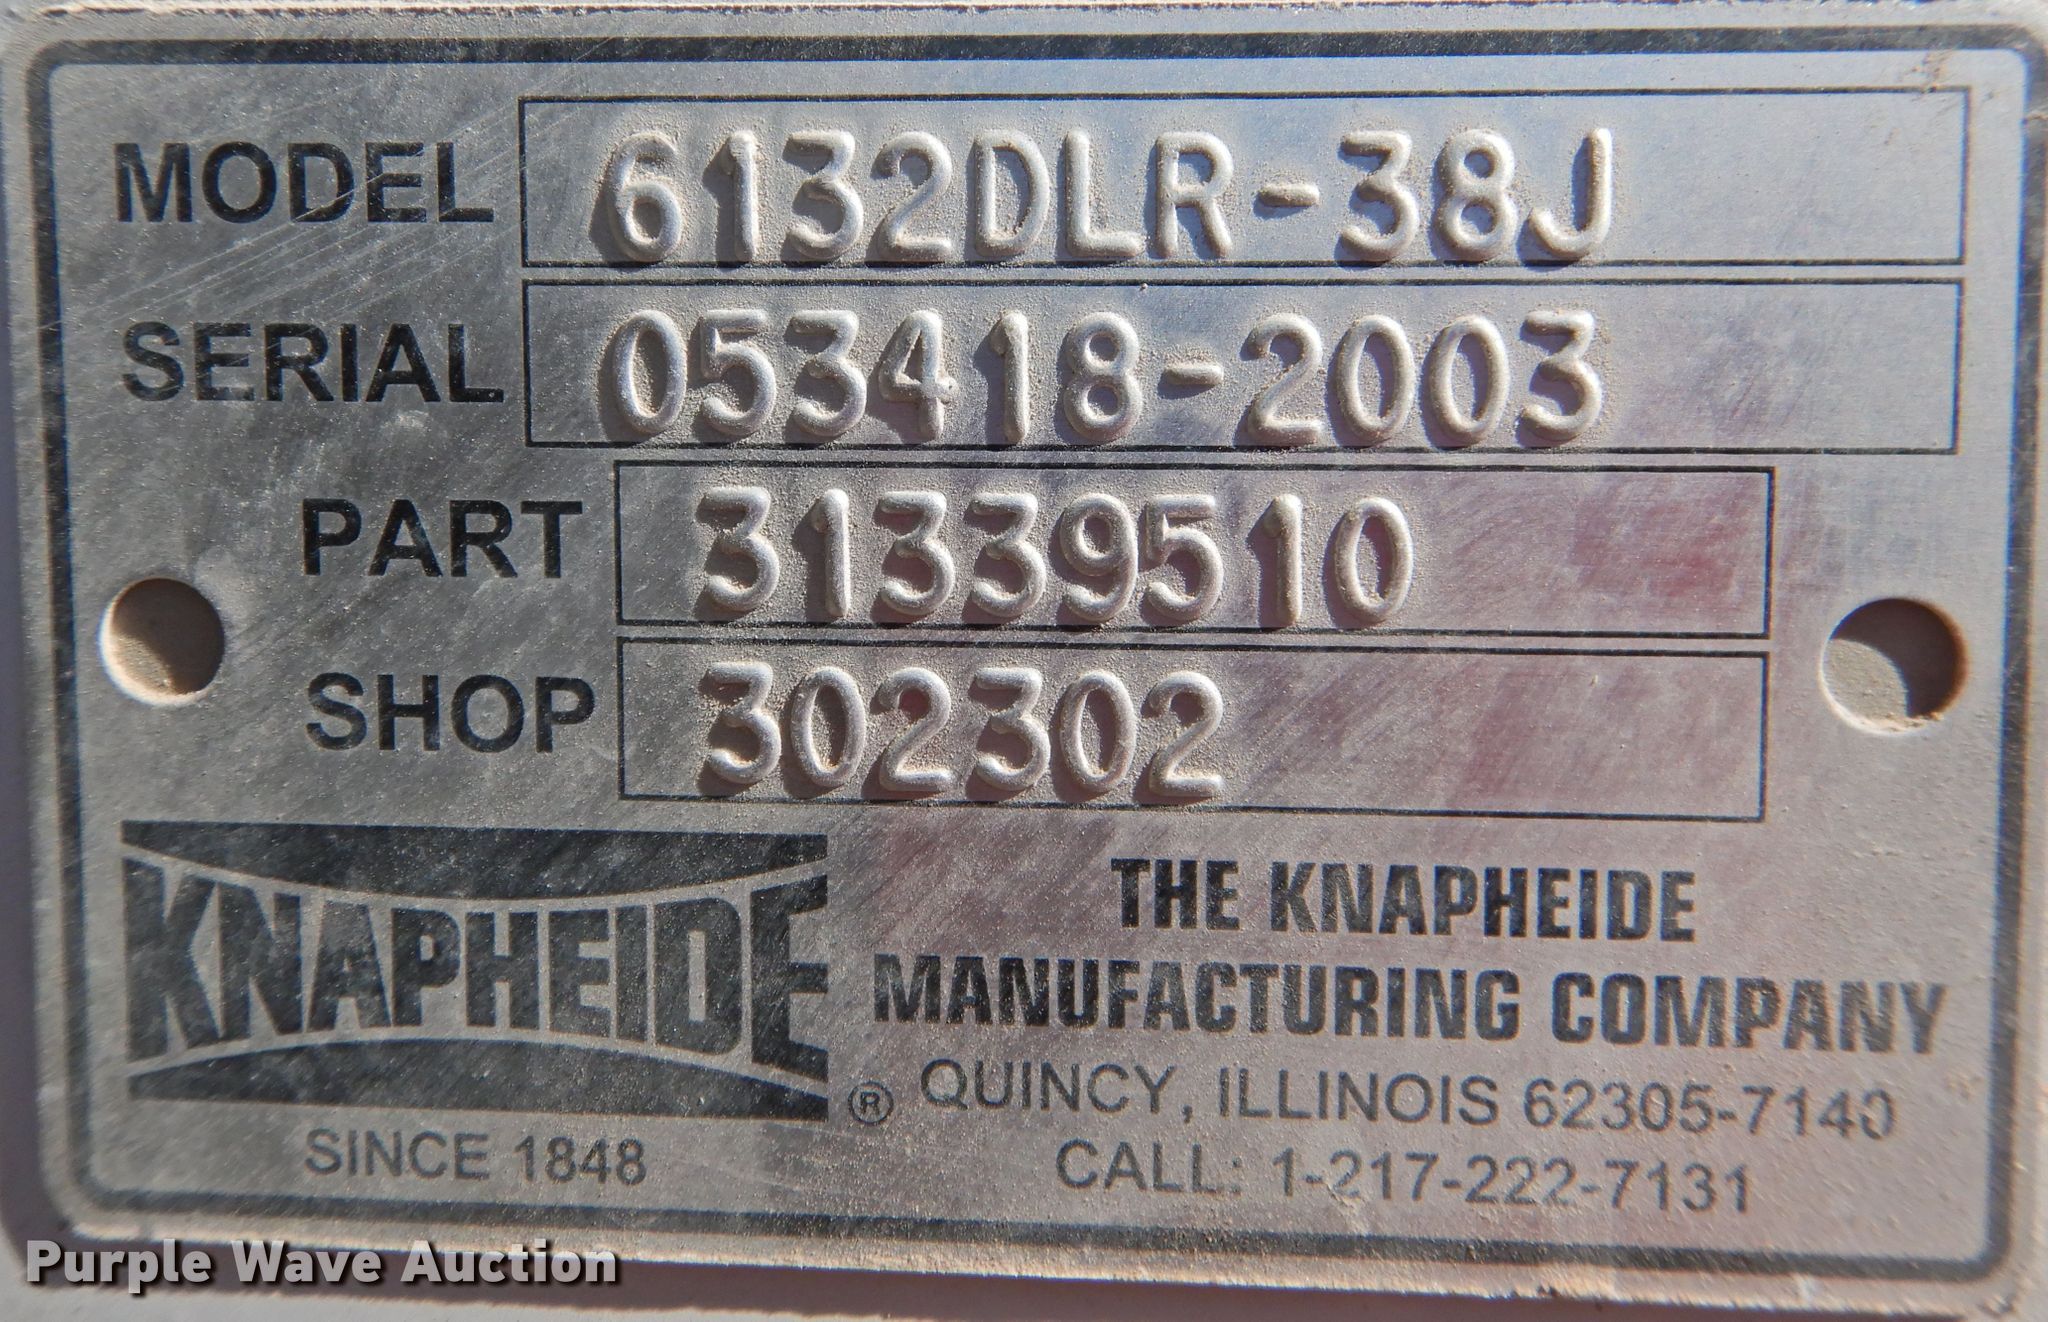 MODEL 6132DLR-38J
SERIAL 053418-2003
PART 31339510
SHOP 302302
KNAPHEIDE ®
SINCE 1848
THE KNAPHEIDE
MANUFACTURING COMPANY
QUINCY, ILLINOIS 62305-7140
CALL: 1-217-222-7131
Purple Wave Auction